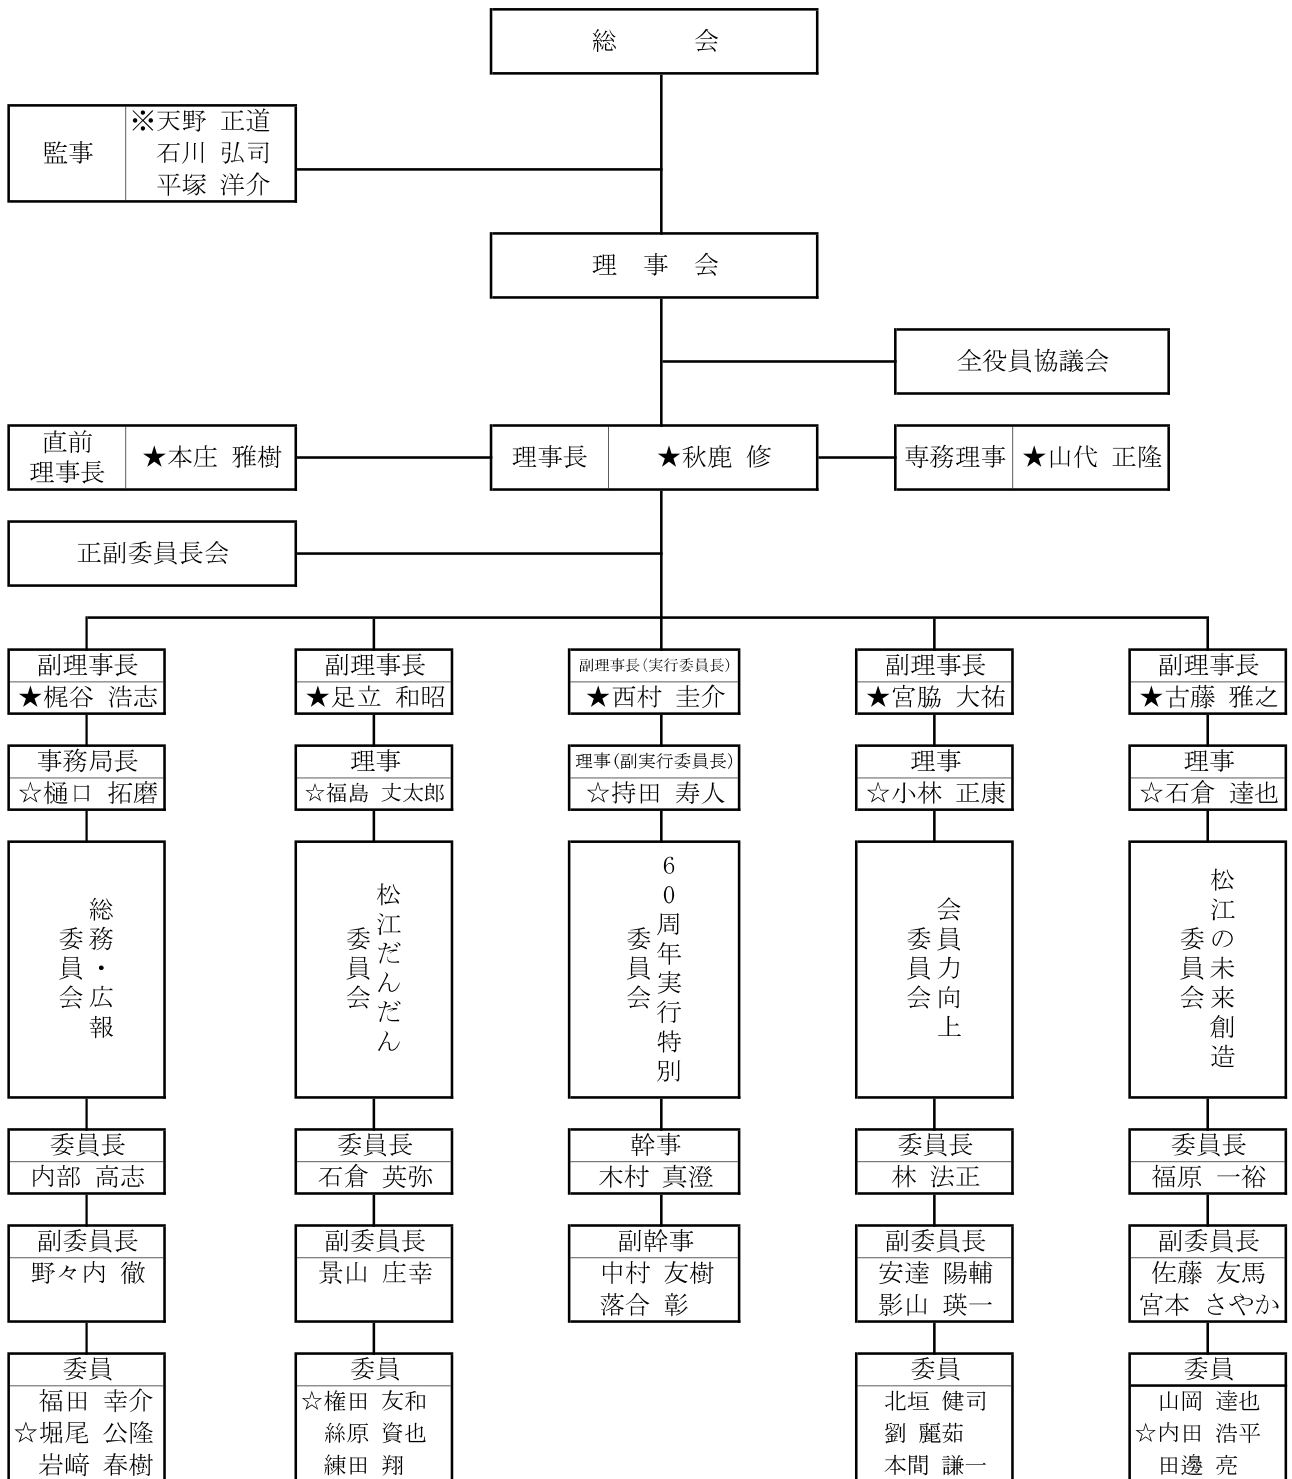 総　会
監事
※天野 正道
石川 弘司
平塚 洋介
理 事 会
全役員協議会
直前
理事長
★本庄 雅樹
理事長
★秋鹿 修
専務理事
★山代 正隆
正副委員長会
副理事長
★梶谷 浩志
事務局長
☆樋口 拓磨
総務・広報
委員会
委員長
内部 高志
副委員長
野々内 徹
委員
福田 幸介
☆堀尾 公隆
岩﨑 春樹
副理事長
★足立 和昭
理事
☆福島 丈太郎
松江だんだん
委員会
委員長
石倉 英弥
副委員長
景山 庄幸
委員
☆権田 友和
絲原 資也
練田 翔
副理事長(実行委員長)
★西村 圭介
理事(副実行委員長)
☆持田 寿人
60周年実行特別
委員会
幹事
木村 真澄
副幹事
中村 友樹
落合 彰
副理事長
★宮脇 大祐
理事
☆小林 正康
会員力向上
委員会
委員長
林 法正
副委員長
安達 陽輔
影山 瑛一
委員
北垣 健司
劉 麗茹
本間 謙一
副理事長
★古藤 雅之
理事
☆石倉 達也
松江の未来創造
委員会
委員長
福原 一裕
副委員長
佐藤 友馬
宮本 さやか
委員
山岡 達也
☆内田 浩平
田邊 亮